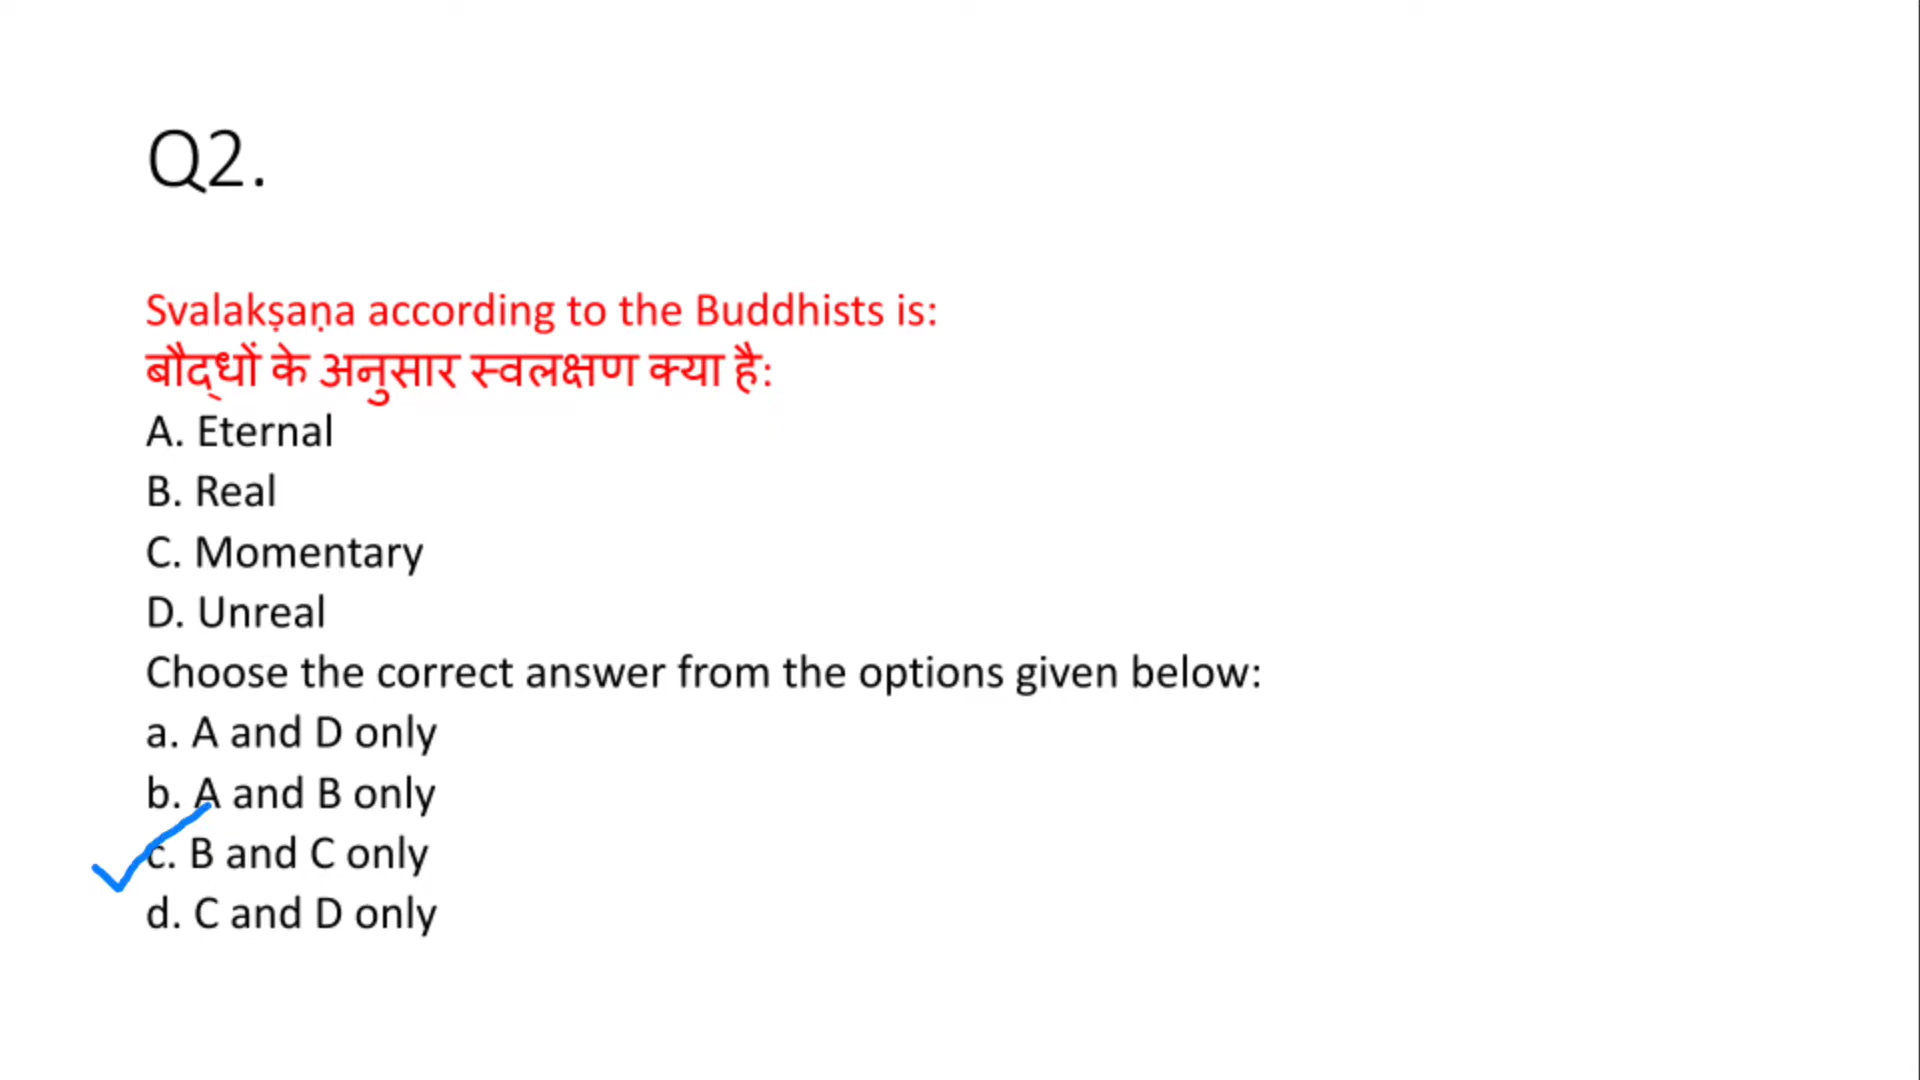 Q2.
Svalakṣaṇa according to the Buddhists is:
बौद्धों के अनुसार स्वलक्षण क्या है:
A. Eternal
B. Real
C. Momentary
D. Unreal
Choose the correct answer from the options given below:
a. A and D only
b. A and B only
c. B and C only
d. C and D only